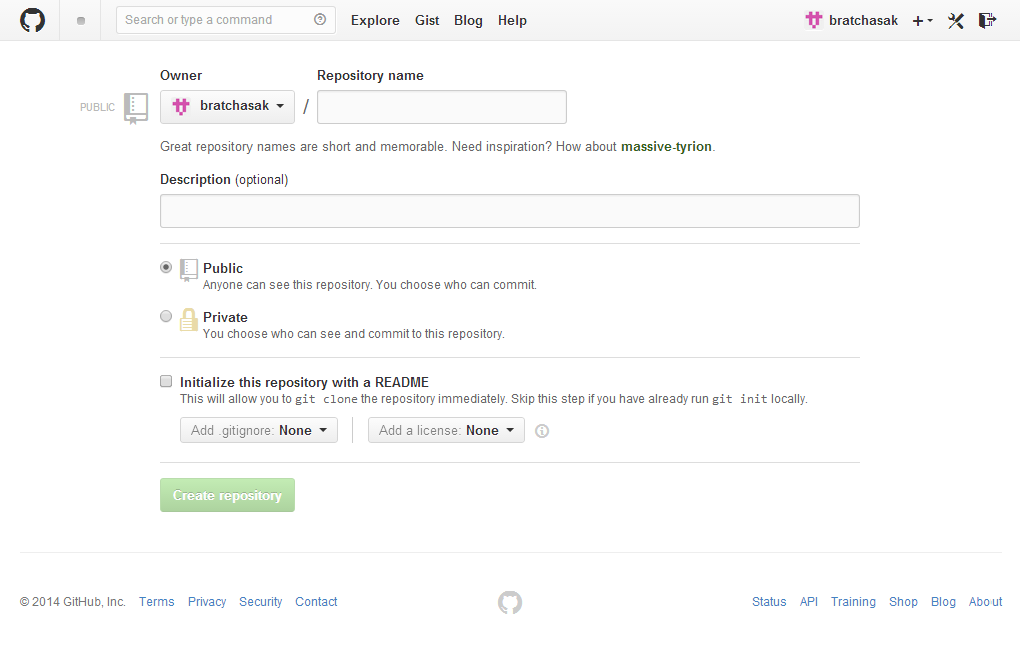 Search or type a command Explore Gist Blog Help bratchasak
Owner Repository name
PUBLIC bratchasak /
Great repository names are short and memorable. Need inspiration? How about massive-tyrion.
Description (optional)
Public
Anyone can see this repository. You choose who can commit.
Private
You choose who can see and commit to this repository.
Initialize this repository with a README
This will allow you to git clone the repository immediately. Skip this step if you have already run git init locally.
Add .gitignore: None Add a license: None
Create repository
© 2014 GitHub, Inc. Terms Privacy Security Contact Status API Training Shop Blog About